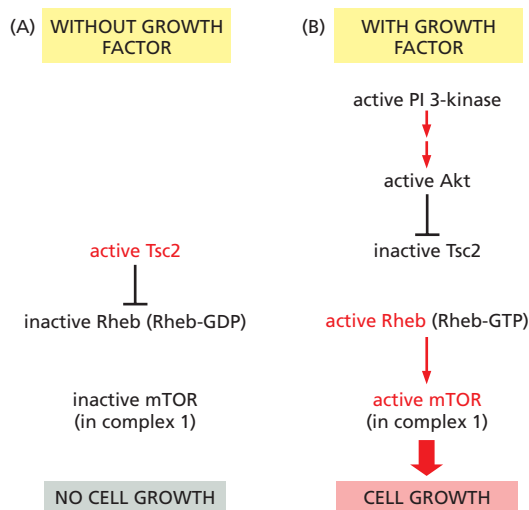 (A) WITHOUT GROWTH
FACTOR
active Tsc2
inactive Rheb (Rheb-GDP)
inactive mTOR
(in complex 1)
NO CELL GROWTH
(B) WITH GROWTH
FACTOR
active PI 3-kinase
active Akt
inactive Tsc2
active Rheb (Rheb-GTP)
active mTOR
(in complex 1)
CELL GROWTH